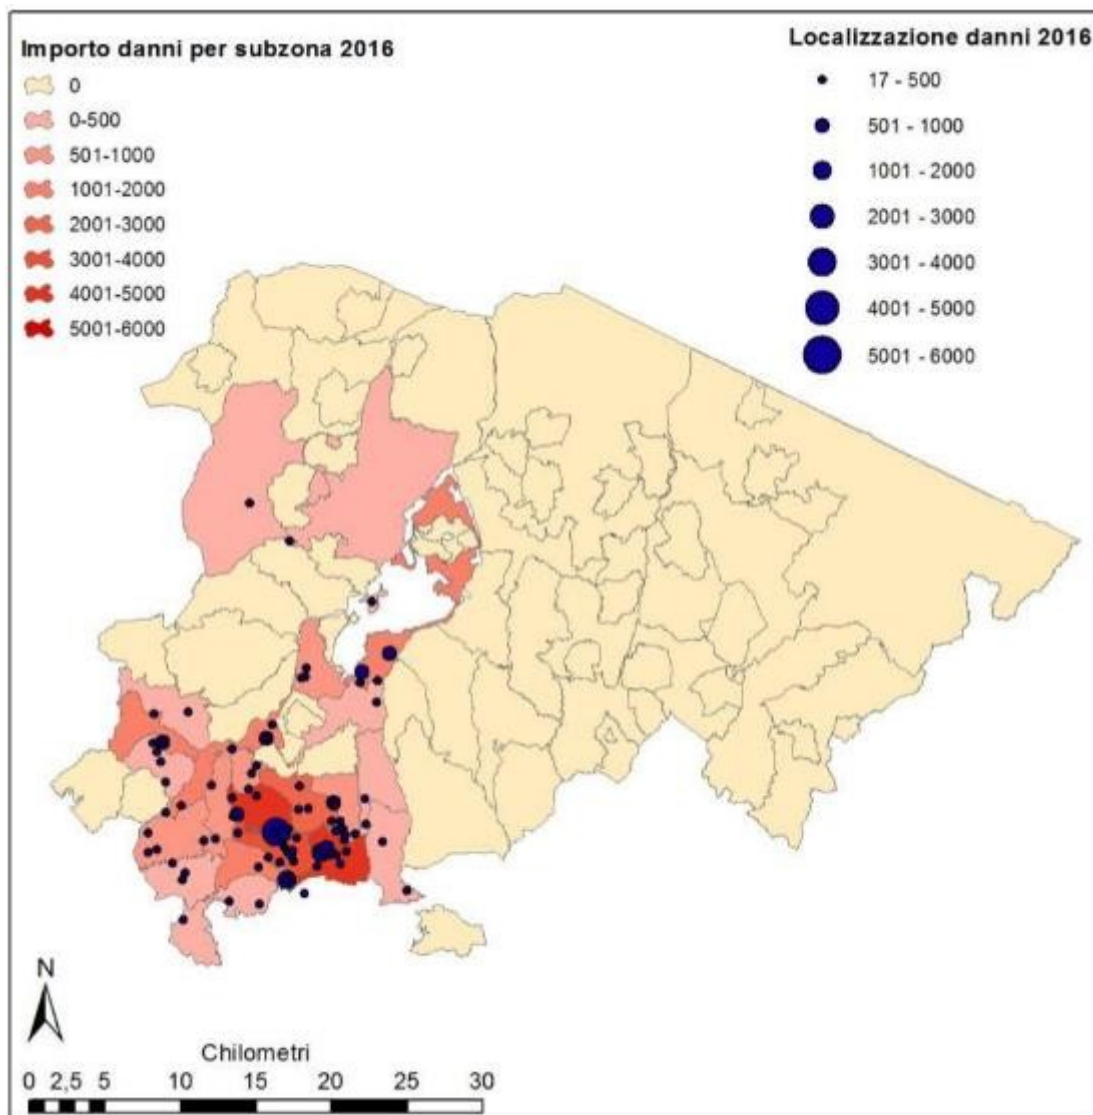 Importo danni per subzona 2016
0
0-500
501-1000
1001-2000
2001-3000
3001-4000
4001-5000
5001-6000
Localizzazione danni 2016
17 - 500
501 - 1000
1001 - 2000
2001 - 3000
3001 - 4000
4001 - 5000
5001 - 6000
N
Chilometri
0 2,5 5 10 15 20 25 30